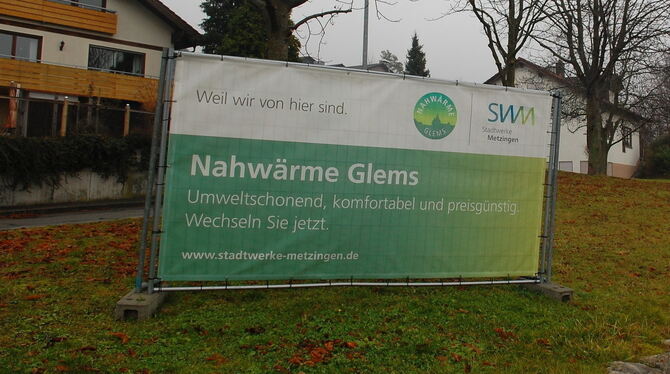 Weil wir von hier sind.
NAHWÄRME
GLEMS
SWM
Stadtwerke
Metzingen
Nahwärme Glems
Umweltschonend, komfortabel und preisgünstig.
Wechseln Sie jetzt.
www.stadtwerke-metzingen.de